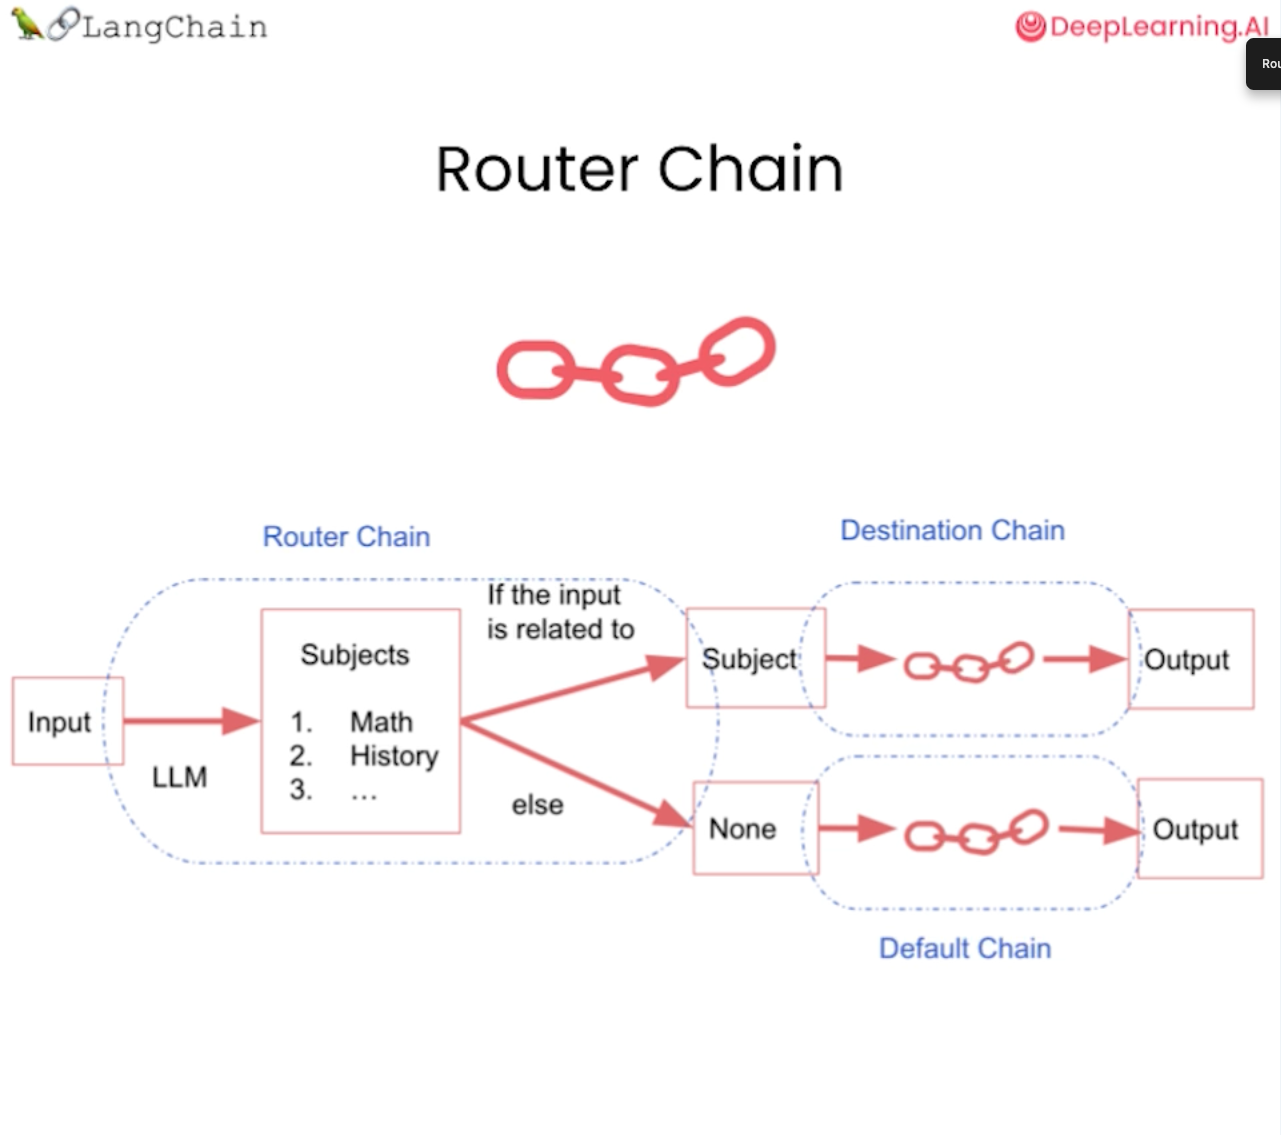 LangChain
DeepLearning.AI
Rou
Router Chain
Router Chain
Destination Chain
If the input
is related to
Subjects
1. Math
2. History
3. ...
Input
LLM
else
Subject
Output
None
Output
Default Chain